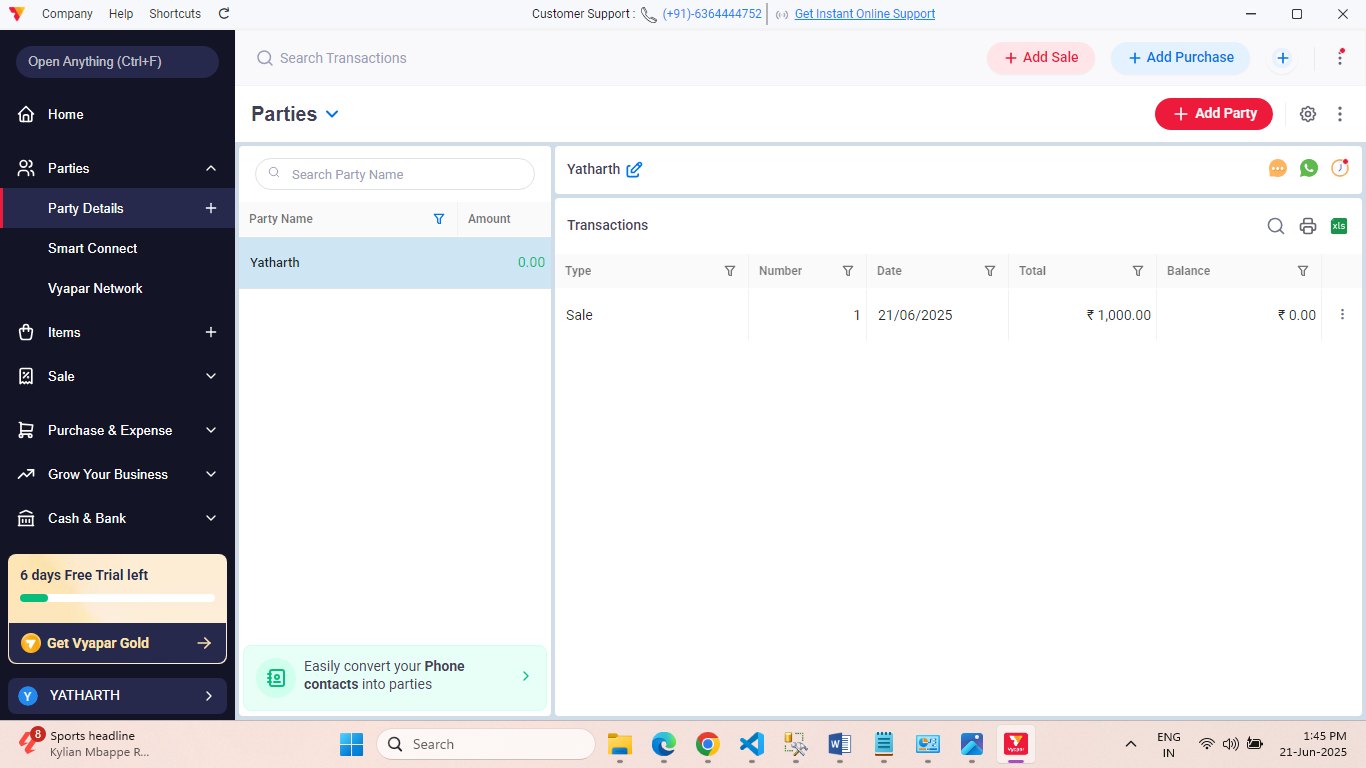 Company Help Shortcuts
Customer Support : (+91)-6364444752 Get Instant Online Support
Open Anything (Ctrl+F)
Home
Parties
Party Details
Smart Connect
Vyapar Network
Items
Sale
Purchase & Expense
Grow Your Business
Cash & Bank
6 days Free Trial left
Get Vyapar Gold
Y YATHARTH
Search Transactions
Add Sale
Add Purchase
Parties
Add Party
Search Party Name
Party Name Amount
Yatharth 0.00
Easily convert your Phone
contacts into parties
Yatharth
Transactions
xls
Type Number Date Total Balance
Sale 1 21/06/2025 ₹ 1,000.00 ₹ 0.00
8
Sports headline
Kylian Mbappe R...
Search
Vyapar
ENG
IN
1:45 PM
21-Jun-2025